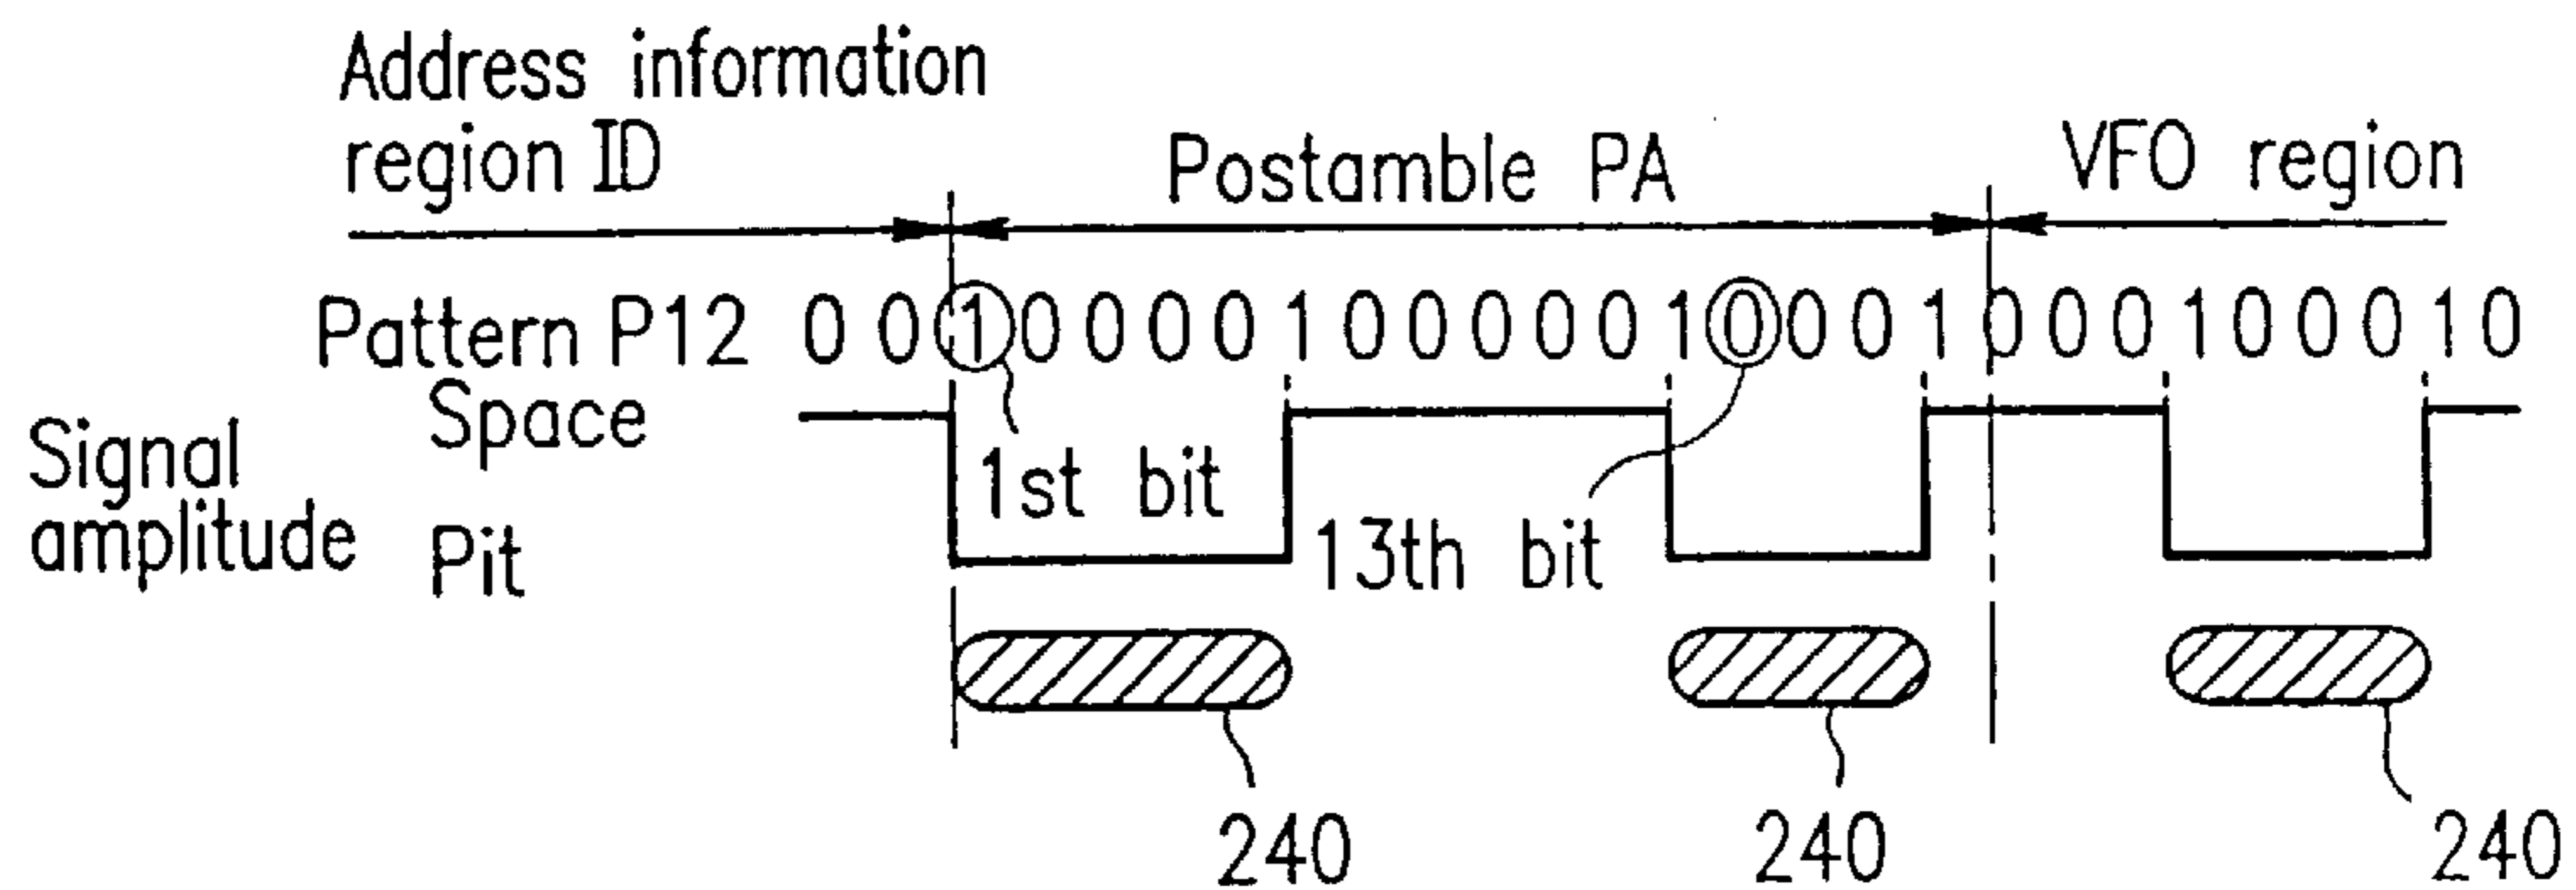 Address information
region ID
Postamble PA
VFO region
Pattern P12 0 0 1 0 0 0 0 1 0 0 0 0 0 1 0 0 0 1 0 0 0 1 0 0 0 1 0
Space
Signal
amplitude
Pit
1st bit
13th bit
240
240
240